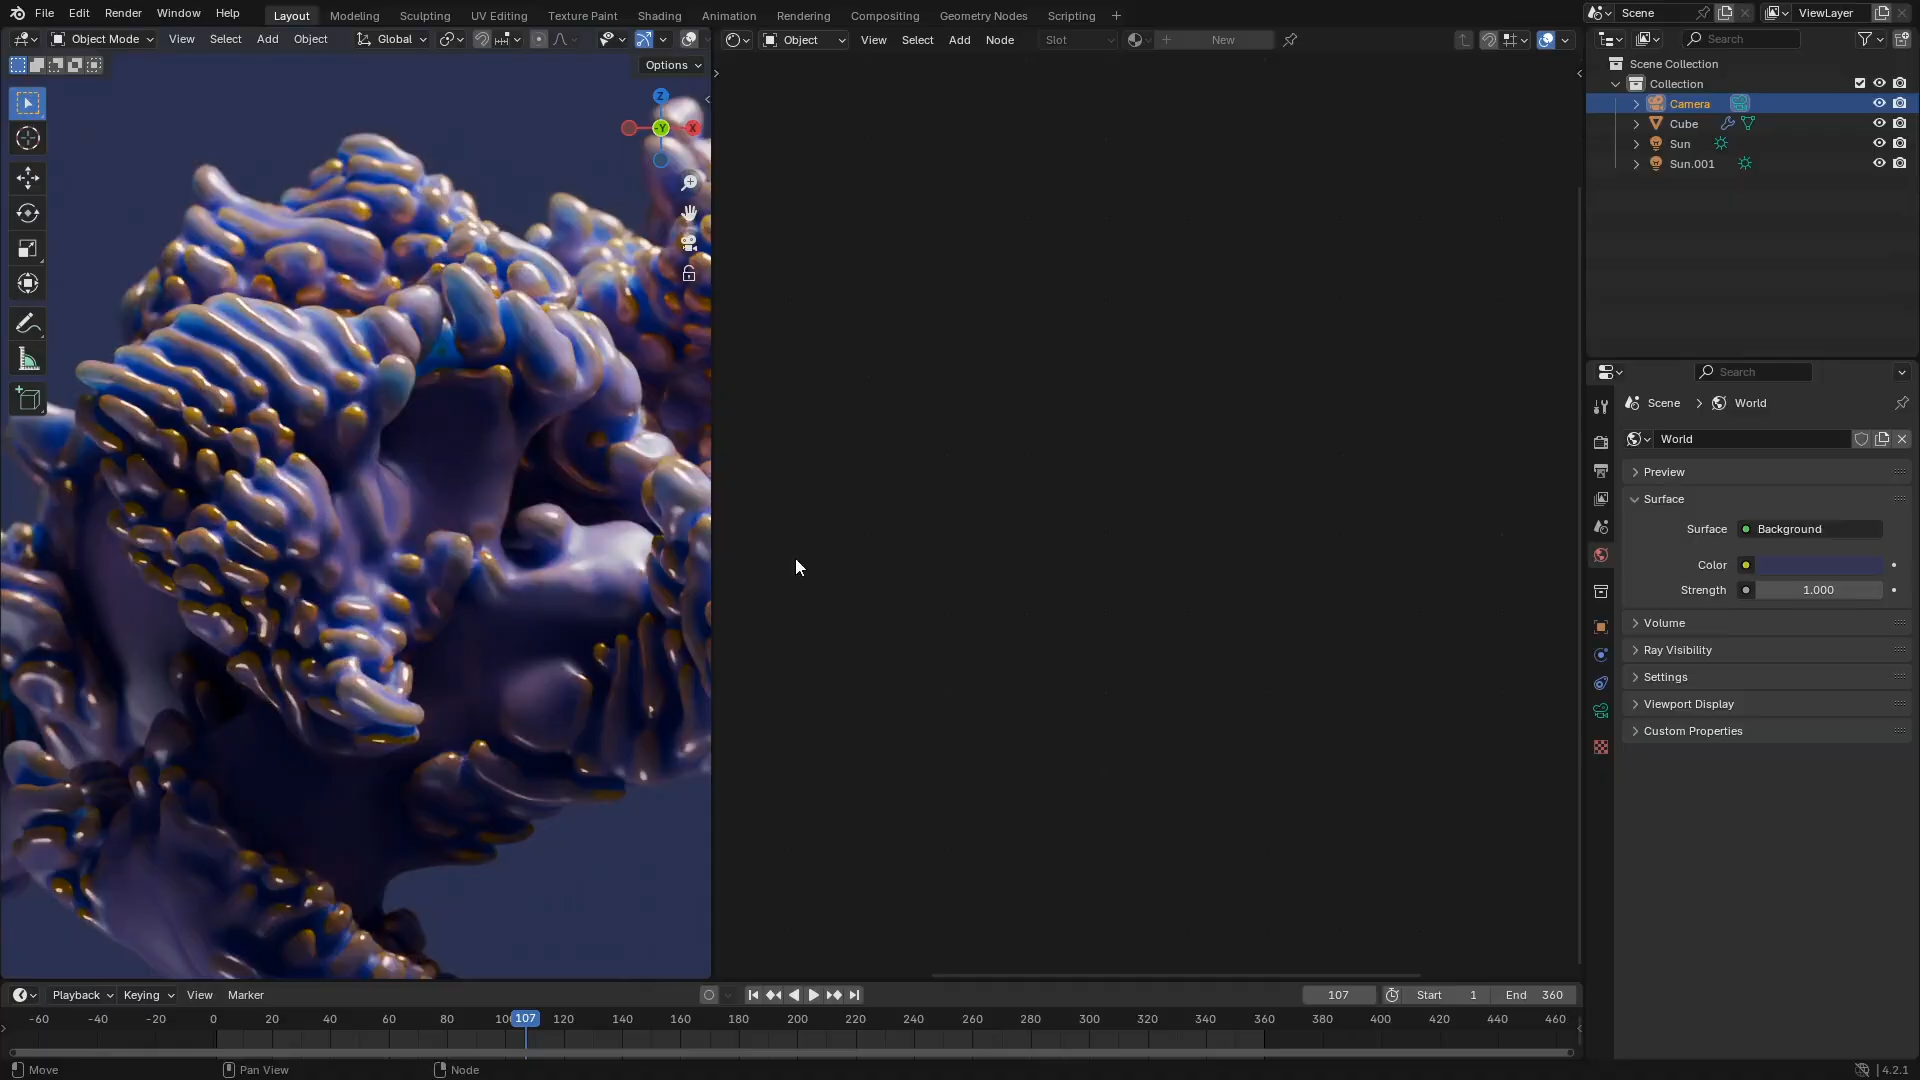 File Edit Render Window Help Layout Modeling Sculpting UV Editing Texture Paint Shading Animation Rendering Compositing Geometry Nodes Scripting + Scene ViewLayer
Object Mode View Select Add Object Global Object View Select Add Node Slot New Search
Options
Z
-Y X
Scene Collection
Collection
Camera
Cube
Sun
Sun.001
Search
Scene > World
World
Preview
Surface
Surface Background
Color
Strength 1.000
Volume
Ray Visibility
Settings
Viewport Display
Custom Properties
Playback Keying View Marker 107 Start 1 End 360
-60 -40 -20 0 20 40 60 80 107 120 140 160 180 200 220 240 260 280 300 320 340 360 380 400 420 440 460
Move Pan View Node 4.2.1